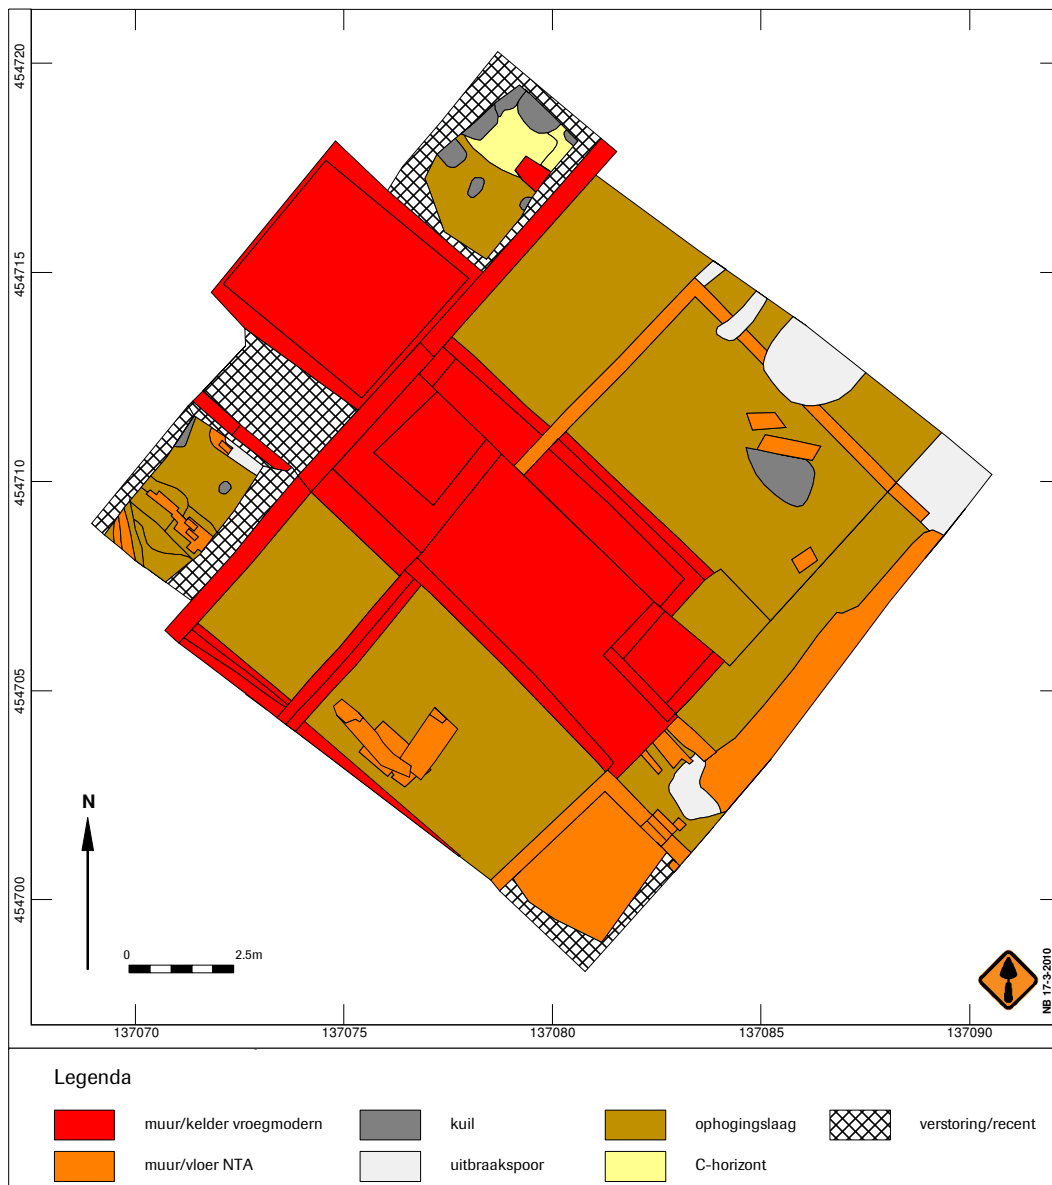 454720
454715
454710
454705
454700
N
0 2.5m
NB 17-3-2010
137070 137075 137080 137085 137090
Legenda
muur/kelder vroegmodern kuil ophogingslaag verstoring/recent
muur/vloer NTA uitbraakspoor C-horizont